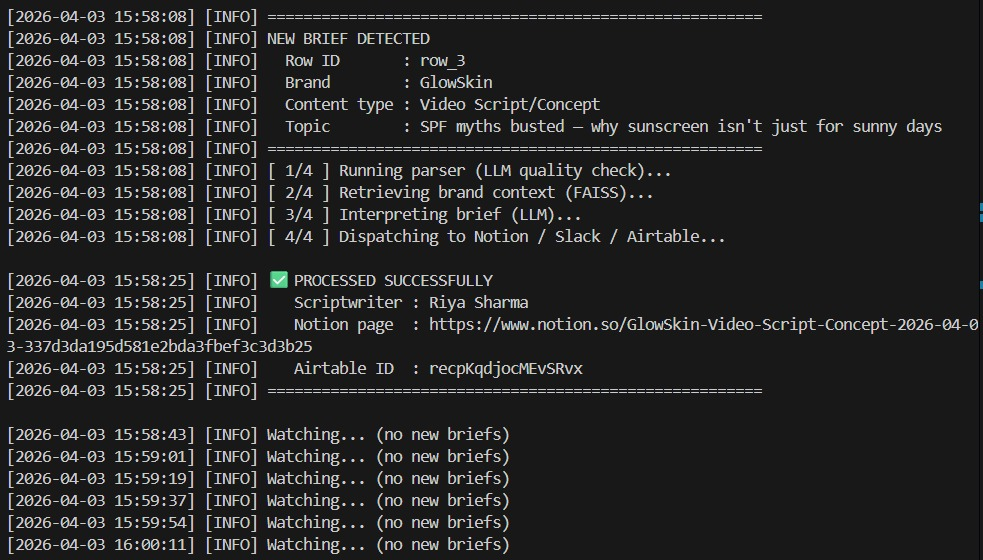 [2026-04-03 15:58:08] [INFO] =======================================================
[2026-04-03 15:58:08] [INFO] NEW BRIEF DETECTED
[2026-04-03 15:58:08] [INFO]   Row ID       : row_3
[2026-04-03 15:58:08] [INFO]   Brand        : GlowSkin
[2026-04-03 15:58:08] [INFO]   Content type : Video Script/Concept
[2026-04-03 15:58:08] [INFO]   Topic        : SPF myths busted — why sunscreen isn't just for sunny days
[2026-04-03 15:58:08] [INFO] =======================================================
[2026-04-03 15:58:08] [INFO] [ 1/4 ] Running parser (LLM quality check)...
[2026-04-03 15:58:08] [INFO] [ 2/4 ] Retrieving brand context (FAISS)...
[2026-04-03 15:58:08] [INFO] [ 3/4 ] Interpreting brief (LLM)...
[2026-04-03 15:58:08] [INFO] [ 4/4 ] Dispatching to Notion / Slack / Airtable...
[2026-04-03 15:58:25] [INFO] ✅ PROCESSED SUCCESSFULLY
[2026-04-03 15:58:25] [INFO]    Scriptwriter : Riya Sharma
[2026-04-03 15:58:25] [INFO]    Notion page  : https://www.notion.so/GlowSkin-Video-Script-Concept-2026-04-0
3-337d3da195d581e2bda3fbef3c3d3b25
[2026-04-03 15:58:25] [INFO]    Airtable ID  : recpKqdjocMEvSRvx
[2026-04-03 15:58:25] [INFO] =======================================================
[2026-04-03 15:58:43] [INFO] Watching... (no new briefs)
[2026-04-03 15:59:01] [INFO] Watching... (no new briefs)
[2026-04-03 15:59:19] [INFO] Watching... (no new briefs)
[2026-04-03 15:59:37] [INFO] Watching... (no new briefs)
[2026-04-03 15:59:54] [INFO] Watching... (no new briefs)
[2026-04-03 16:00:11] [INFO] Watching... (no new briefs)